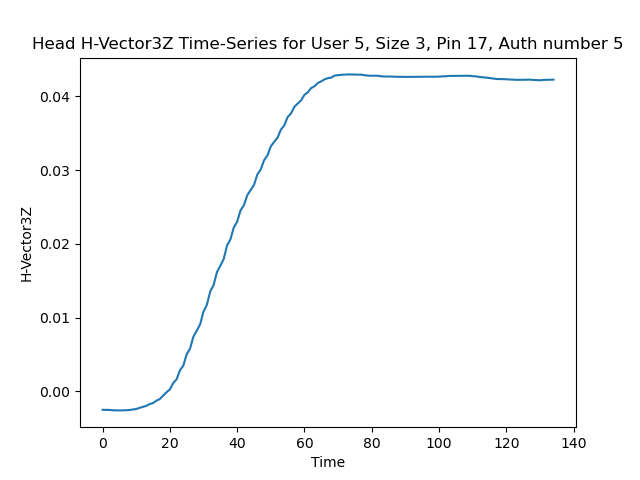 Head H-Vector3Z Time-Series for User 5, Size 3, Pin 17, Auth number 5
0.04
0.03
0.02
0.01
0.00
H-Vector3Z
0 20 40 60 80 100 120 140
Time